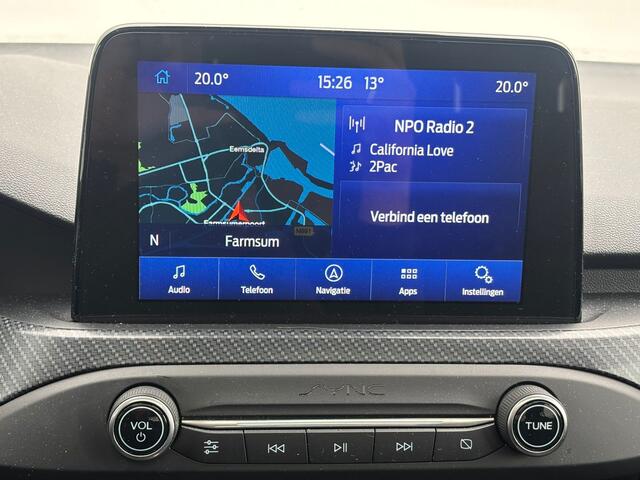 20.0° 15:26 13° 20.0°
Eemsdelta
Farmsumerpoort
N Farmsum
NPO Radio 2
California Love
2Pac
Verbind een telefoon
Audio Telefoon Navigatie Apps Instellingen
SYNC
VOL
TUNE